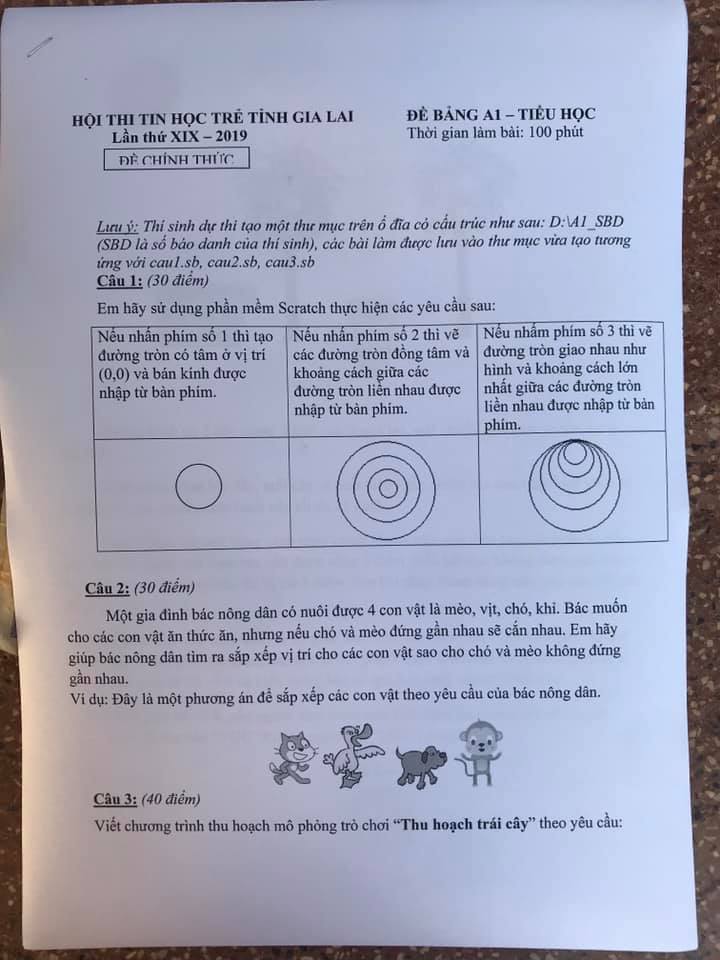 HỘI THI TIN HỌC TRẺ TỈNH GIA LAI
Lần thứ XIX – 2019
ĐỀ CHÍNH THỨC
ĐỀ BẢNG A1 – TIỂU HỌC
Thời gian làm bài: 100 phút
Lưu ý: Thí sinh dự thi tạo một thư mục trên ổ đĩa có cấu trúc như sau: D:\A1_SBD
(SBD là số báo danh của thí sinh), các bài làm được lưu vào thư mục vừa tạo tương
ứng với cau1.sb, cau2.sb, cau3.sb
Câu 1: (30 điểm)
Em hãy sử dụng phần mềm Scratch thực hiện các yêu cầu sau:
Nếu nhấn phím số 1 thì tạo
đường tròn có tâm ở vị trí
(0,0) và bán kính được
nhập từ bàn phím.
Nếu nhấn phím số 2 thì vẽ
các đường tròn đồng tâm và
khoảng cách giữa các
đường tròn liền nhau được
nhập từ bàn phím.
Nếu nhấm phím số 3 thì vẽ
đường tròn giao nhau như
hình và khoảng cách lớn
nhất giữa các đường tròn
liền nhau được nhập từ bàn
phím.
Câu 2: (30 điểm)
Một gia đình bác nông dân có nuôi được 4 con vật là mèo, vịt, chó, khỉ. Bác muốn
cho các con vật ăn thức ăn, nhưng nếu chó và mèo đứng gần nhau sẽ cắn nhau. Em hãy
giúp bác nông dân tìm ra sắp xếp vị trí cho các con vật sao cho chó và mèo không đứng
gần nhau.
Ví dụ: Đây là một phương án để sắp xếp các con vật theo yêu cầu của bác nông dân.
Câu 3: (40 điểm)
Viết chương trình thu hoạch mô phỏng trò chơi “Thu hoạch trái cây” theo yêu cầu: